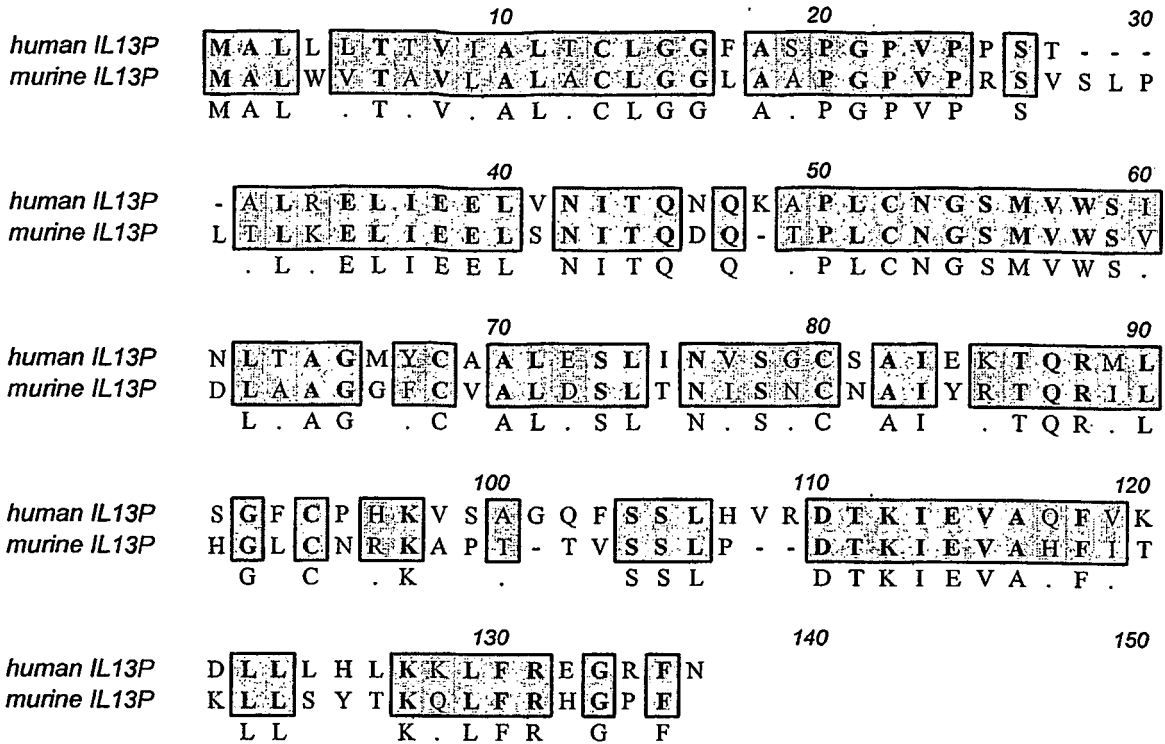 10 20 30
human IL13P M A L L L T T V I A L T C L G G F A S P G P V P P S T - - -
murine IL13P M A L W V T A V L A L A C L G G L A A P G P V P R S V S L P
M A L . T . V . A L . C L G G A . P G P V P S
40 50 60
human IL13P - A L R E L I E E L V N I T Q N Q K A P L C N G S M V W S I
murine IL13P L T L K E L I E E L S N I T Q D Q - T P L C N G S M V W S V
. L . E L I E E L N I T Q Q . P L C N G S M V W S .
70 80 90
human IL13P N L T A G M Y C A A L E S L I N V S G C S A I E K T Q R M L
murine IL13P D L A A G G F C V A L D S L T N I S N C N A I Y R T Q R I L
L . A G . C A L . S L N . S . C A I . T Q R . L
100 110 120
human IL13P S G F C P H K V S A G Q F S S L H V R D T K I E V A Q F V K
murine IL13P H G L C N R K A P T - T V S S L P - - D T K I E V A H F I T
G C . K . S S L D T K I E V A . F .
130 140 150
human IL13P D L L L H L K K L F R E G R F N
murine IL13P K L L S Y T K Q L F R H G P F
L L K . L F R G F